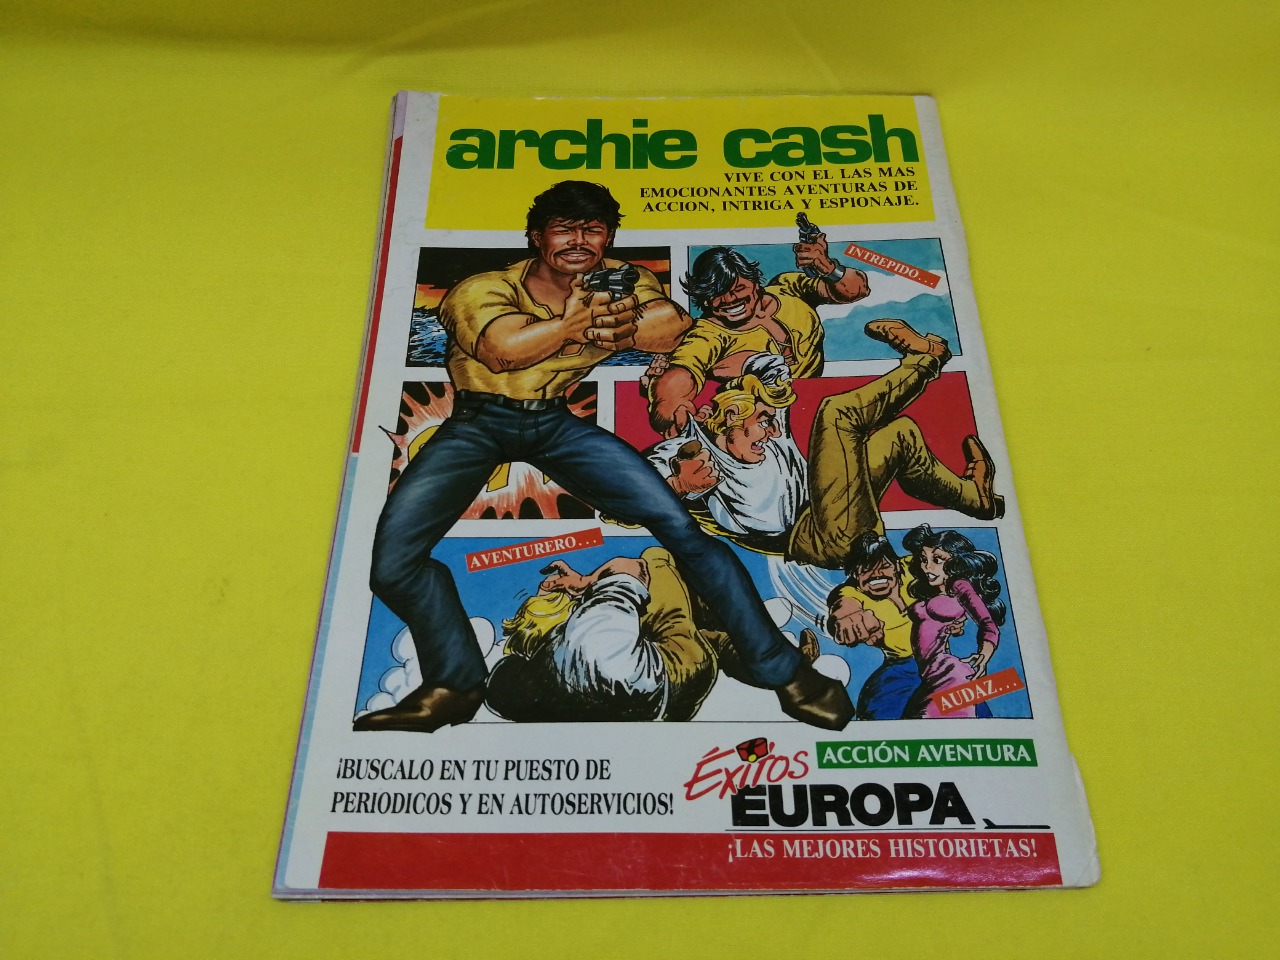 archie cash
VIVE CON EL LAS MAS
EMOCIONANTES AVENTURAS DE
ACCION, INTRIGA Y ESPIONAJE.
INTREPIDO...
AVENTURERO...
AUDAZ...
¡BUSCALO EN TU PUESTO DE
PERIODICOS Y EN AUTOSERVICIOS!
Éxitos
ACCIÓN AVENTURA
EUROPA
¡LAS MEJORES HISTORIETAS!